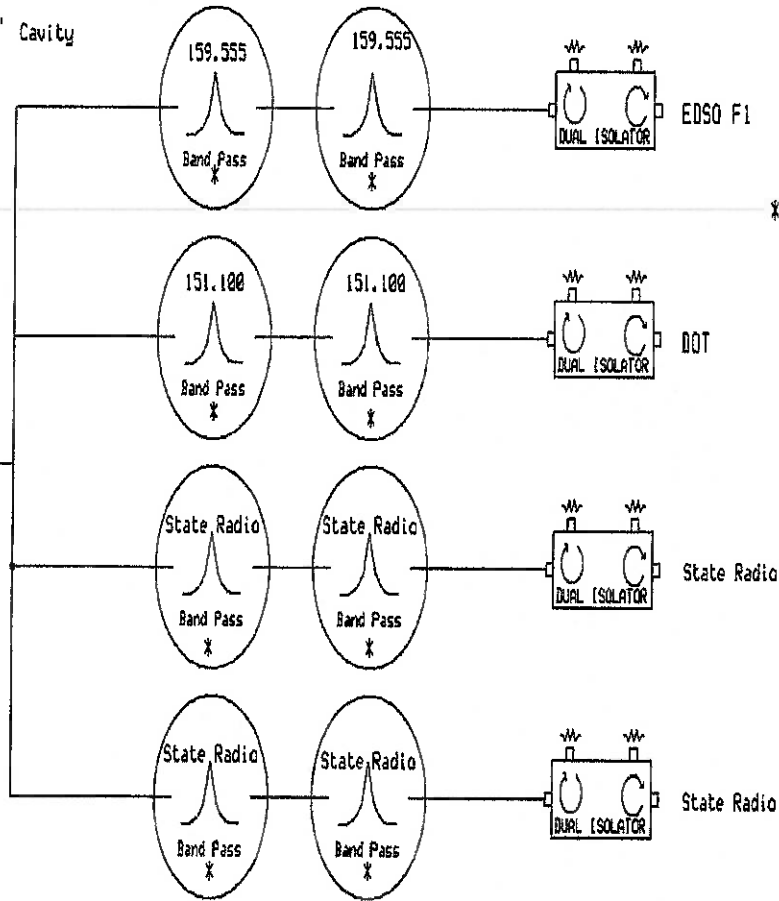 " Cavity
159.555 159.555
Band Pass Band Pass
* *
DUAL ISOLATOR
EDSO F1
*
151.100 151.100
Band Pass Band Pass
* *
DUAL ISOLATOR
DOT
State Radio State Radio
Band Pass Band Pass
* *
DUAL ISOLATOR
State Radio
State Radio State Radio
Band Pass Band Pass
* *
DUAL ISOLATOR
State Radio